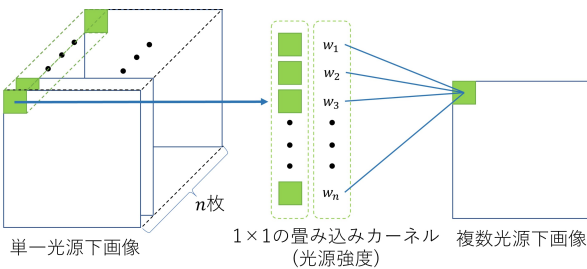 w₁
w₂
w₃
wₙ
n枚
単一光源下画像
1×1の畳み込みカーネル
(光源強度)
複数光源下画像